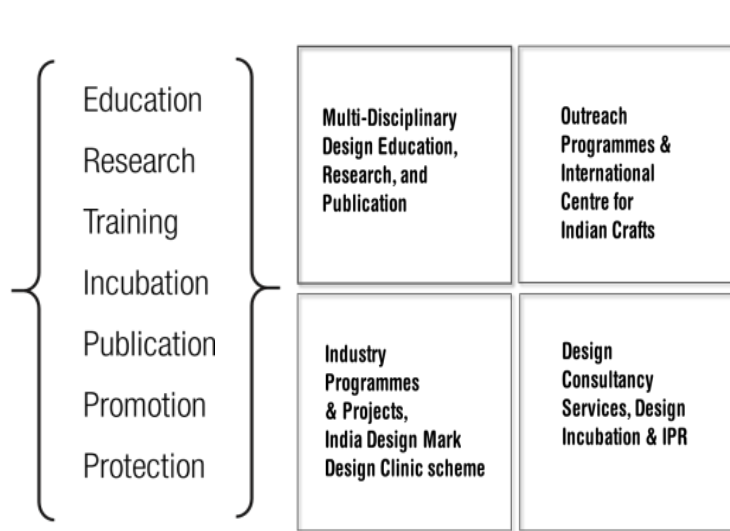 Education
Research
Training
Incubation
Publication
Promotion
Protection
Multi-Disciplinary
Design Education,
Research, and
Publication
Outreach
Programmes &
International
Centre for
Indian Crafts
Industry
Programmes
& Projects,
India Design Mark
Design Clinic scheme
Design
Consultancy
Services, Design
Incubation & IPR